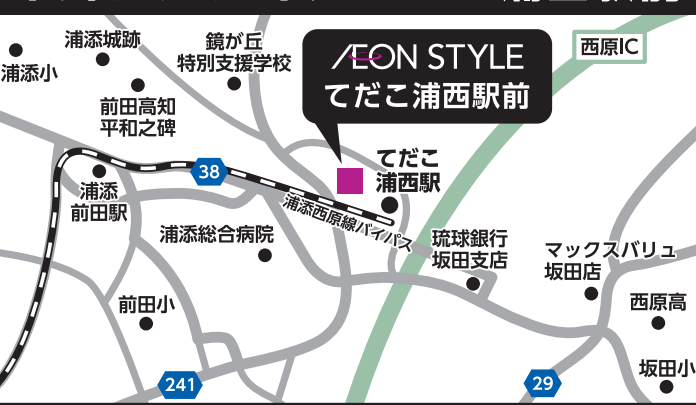 浦添城跡
鏡が丘
特別支援学校
浦添小
前田高知
平和之碑
ÆON STYLE
てだこ浦西駅前
西原IC
38
浦添
前田駅
てだこ
浦西駅
浦添西原線バイパス
浦添総合病院
琉球銀行
坂田支店
マックスバリュ
坂田店
前田小
西原高
坂田小
241
29